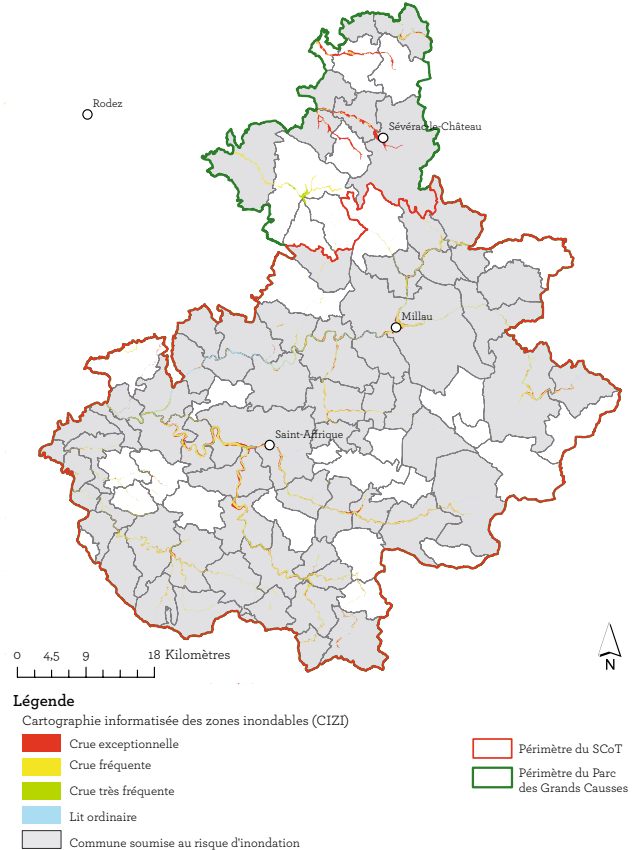 Rodez
Sévérac-le-Château
Millau
Saint-Affrique
0 4,5 9 18 Kilomètres
N
Légende
Cartographie informatisée des zones inondables (CIZI)
Crue exceptionnelle
Crue fréquente
Crue très fréquente
Lit ordinaire
Commune soumise au risque d'inondation
Périmètre du SCoT
Périmètre du Parc
des Grands Causses